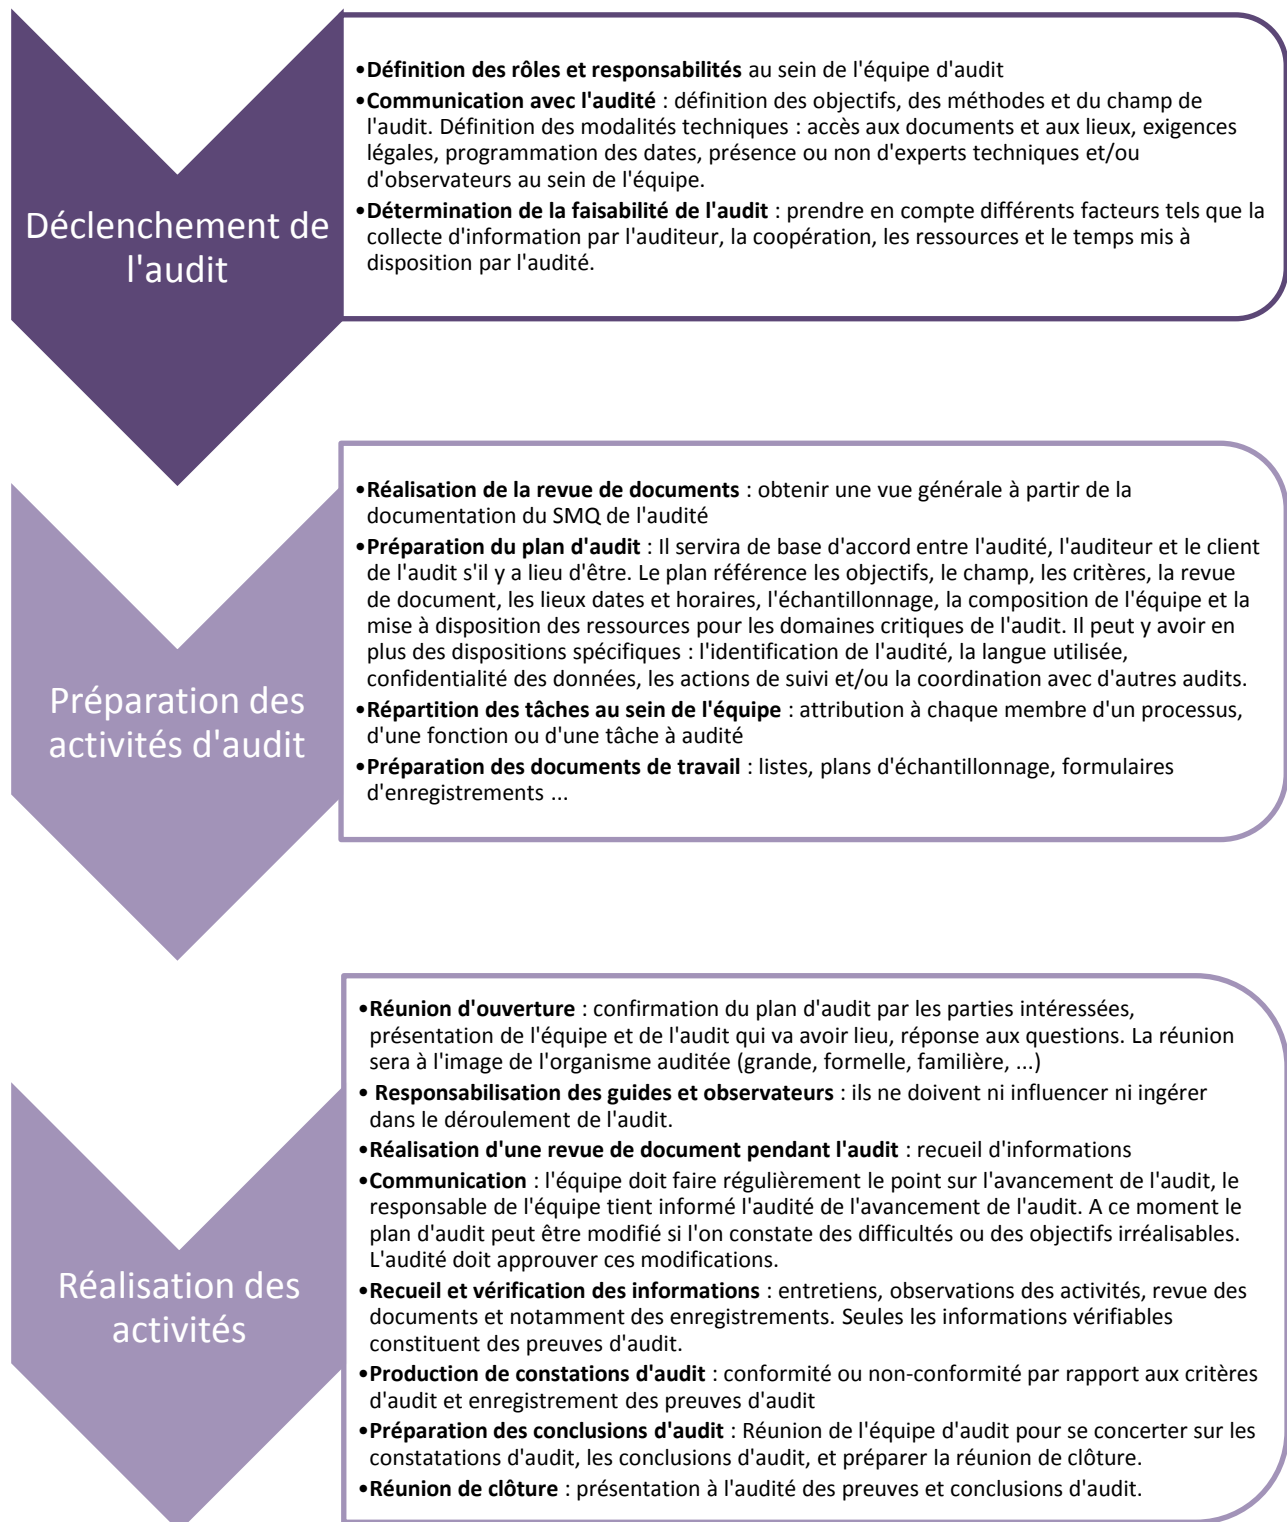 Déclenchement de
l'audit
•Définition des rôles et responsabilités au sein de l'équipe d'audit
•Communication avec l'audité : définition des objectifs, des méthodes et du champ de
l'audit. Définition des modalités techniques : accès aux documents et aux lieux, exigences
légales, programmation des dates, présence ou non d'experts techniques et/ou
d'observateurs au sein de l'équipe.
•Détermination de la faisabilité de l'audit : prendre en compte différents facteurs tels que la
collecte d'information par l'auditeur, la coopération, les ressources et le temps mis à
disposition par l'audité.
Préparation des
activités d'audit
•Réalisation de la revue de documents : obtenir une vue générale à partir de la
documentation du SMQ de l'audité
•Préparation du plan d'audit : Il servira de base d'accord entre l'audité, l'auditeur et le client
de l'audit s'il y a lieu d'être. Le plan référence les objectifs, le champ, les critères, la revue
de document, les lieux dates et horaires, l'échantillonnage, la composition de l'équipe et la
mise à disposition des ressources pour les domaines critiques de l'audit. Il peut y avoir en
plus des dispositions spécifiques : l'identification de l'audité, la langue utilisée,
confidentialité des données, les actions de suivi et/ou la coordination avec d'autres audits.
•Répartition des tâches au sein de l'équipe : attribution à chaque membre d'un processus,
d'une fonction ou d'une tâche à audité
•Préparation des documents de travail : listes, plans d'échantillonnage, formulaires
d'enregistrements ...
Réalisation des
activités
•Réunion d'ouverture : confirmation du plan d'audit par les parties intéressées,
présentation de l'équipe et de l'audit qui va avoir lieu, réponse aux questions. La réunion
sera à l'image de l'organisme auditée (grande, formelle, familière, ...)
• Responsabilisation des guides et observateurs : ils ne doivent ni influencer ni ingérer
dans le déroulement de l'audit.
•Réalisation d'une revue de document pendant l'audit : recueil d'informations
•Communication : l'équipe doit faire régulièrement le point sur l'avancement de l'audit, le
responsable de l'équipe tient informé l'audité de l'avancement de l'audit. A ce moment le
plan d'audit peut être modifié si l'on constate des difficultés ou des objectifs irréalisables.
L'audité doit approuver ces modifications.
•Recueil et vérification des informations : entretiens, observations des activités, revue des
documents et notamment des enregistrements. Seules les informations vérifiables
constituent des preuves d'audit.
•Production de constations d'audit : conformité ou non-conformité par rapport aux critères
d'audit et enregistrement des preuves d'audit
•Préparation des conclusions d'audit : Réunion de l'équipe d'audit pour se concerter sur les
constatations d'audit, les conclusions d'audit, et préparer la réunion de clôture.
•Réunion de clôture : présentation à l'audité des preuves et conclusions d'audit.